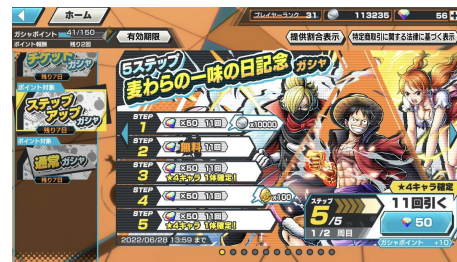 ホーム
プレイヤーランク 31
113235
56
ガシャポイント 41/150
ポイント報酬 残り2回
有効期限
提供割合表示
特定商取引に関する法律に基づく表示
チケットガシャ
残り7日
ポイント対象
ステップアップガシャ
残り7日
ポイント対象
通常ガシャ
残り7日
5ステップ
麦わらの一味の日記念ガシャ
STEP 1 ×50 11回 ×10000
STEP 2 無料 11回
STEP 3 ×50 11回
★4キャラ 1体確定!
STEP 4 ×50 11回 ×100
STEP 5 ×50 11回
★4キャラ 1体確定!
2022/06/28 13:59 まで
ステップ
5/5
1/2 周目
★4キャラ確定
11回引く
50
ガシャポイント +10